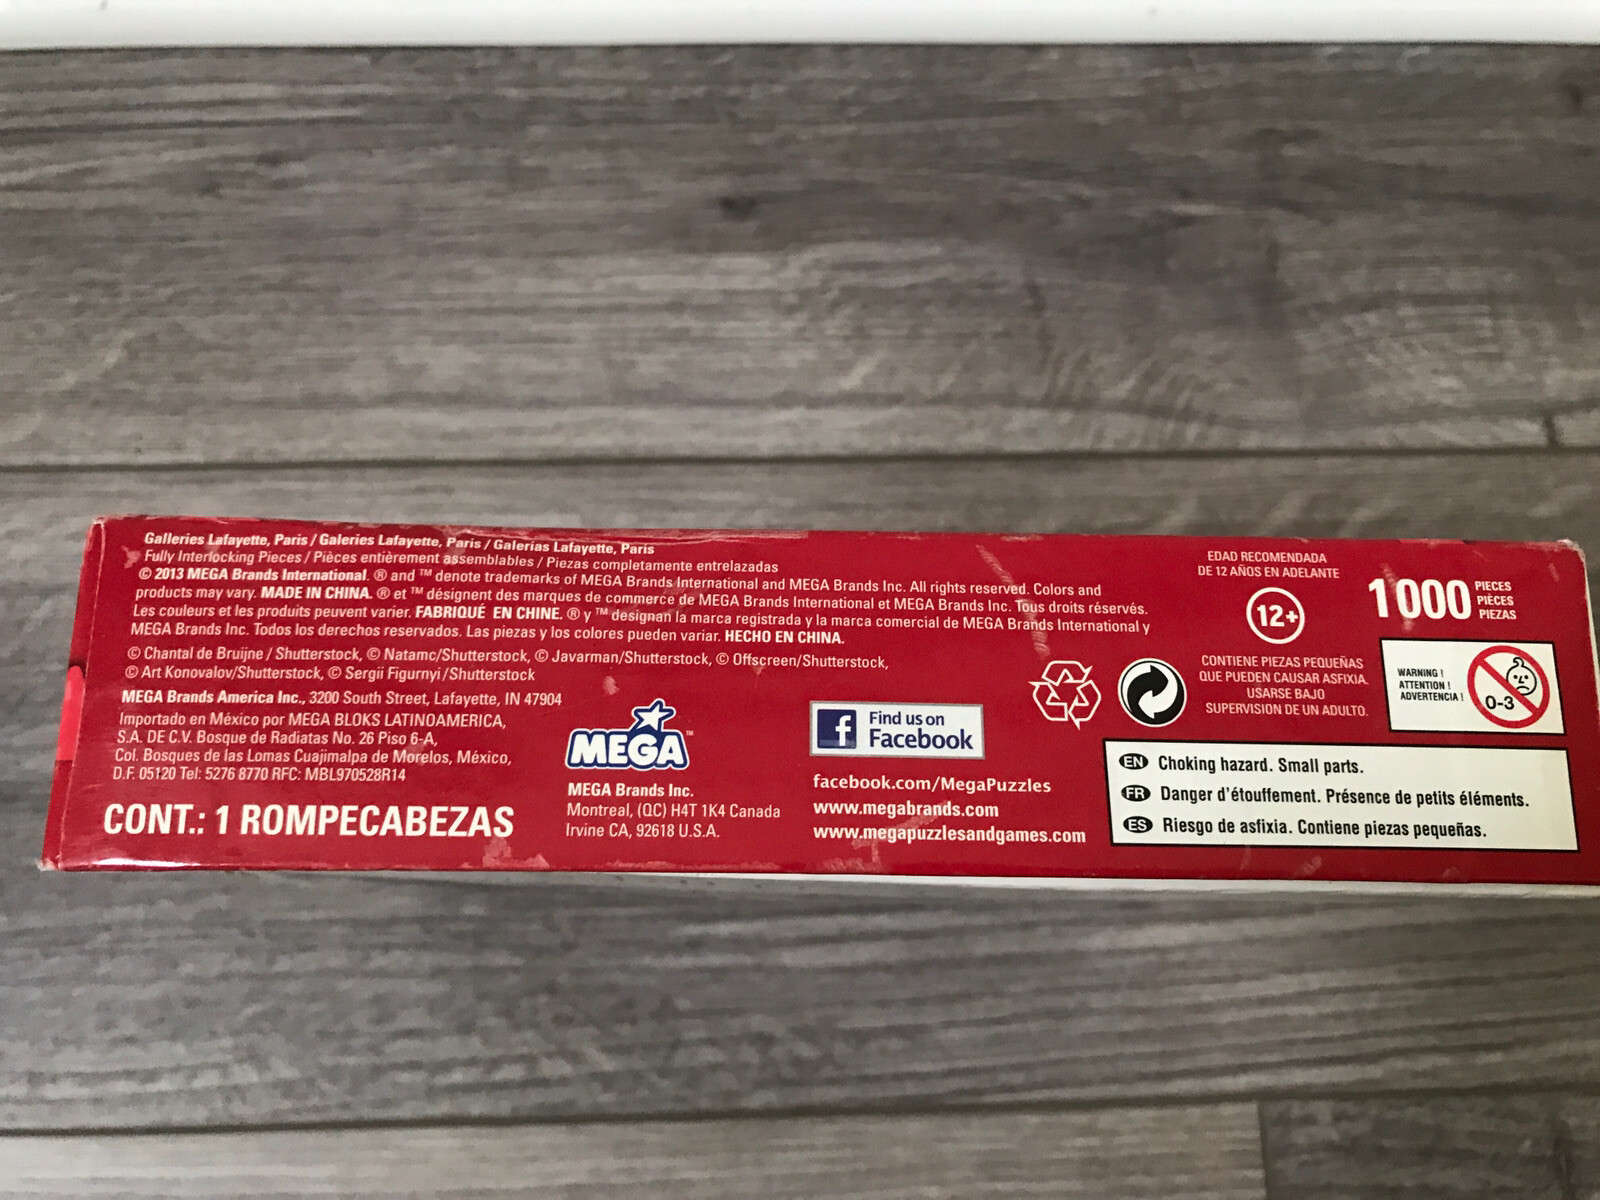 Galleries Lafayette, Paris / Galeries Lafayette, Paris / Galerías Lafayette, Paris
Fully Interlocking Pieces / Pièces entièrement assemblables / Piezas completamente entrelazadas
© 2013 MEGA Brands International. ® and ™ denote trademarks of MEGA Brands International and MEGA Brands Inc. All rights reserved. Colors and
products may vary. MADE IN CHINA. ® et ™ désignent des marques de commerce de MEGA Brands International et MEGA Brands Inc. Tous droits réservés.
Les couleurs et les produits peuvent varier. FABRIQUÉ EN CHINE. ® y ™ designan la marca registrada y la marca comercial de MEGA Brands International y
MEGA Brands Inc. Todos los derechos reservados. Las piezas y los colores pueden variar. HECHO EN CHINA.
© Chantal de Bruijne / Shutterstock, © Natamc/Shutterstock, © Javarman/Shutterstock, © Offscreen/Shutterstock,
© Art Konovalov/Shutterstock, © Sergii Figurnyi/Shutterstock
MEGA Brands America Inc., 3200 South Street, Lafayette, IN 47904
Importado en México por MEGA BLOKS LATINOAMERICA,
S.A. DE C.V. Bosque de Radiatas No. 26 Piso 6-A,
Col. Bosques de las Lomas Cuajimalpa de Morelos, México,
D.F. 05120 Tel: 5276 8770 RFC: MBL970528R14
CONT.: 1 ROMPECABEZAS
MEGA™
MEGA Brands Inc.
Montreal, (QC) H4T 1K4 Canada
Irvine CA, 92618 U.S.A.
f
Find us on
Facebook
facebook.com/MegaPuzzles
www.megabrands.com
www.megapuzzlesandgames.com
EDAD RECOMENDADA
DE 12 AÑOS EN ADELANTE
12+
CONTIENE PIEZAS PEQUEÑAS
QUE PUEDEN CAUSAR ASFIXIA.
USARSE BAJO
SUPERVISION DE UN ADULTO.
1000
PIECES
PIÈCES
PIEZAS
WARNING !
ATTENTION !
ADVERTENCIA !
0-3
EN Choking hazard. Small parts.
FR Danger d'étouffement. Présence de petits éléments.
ES Riesgo de asfixia. Contiene piezas pequeñas.